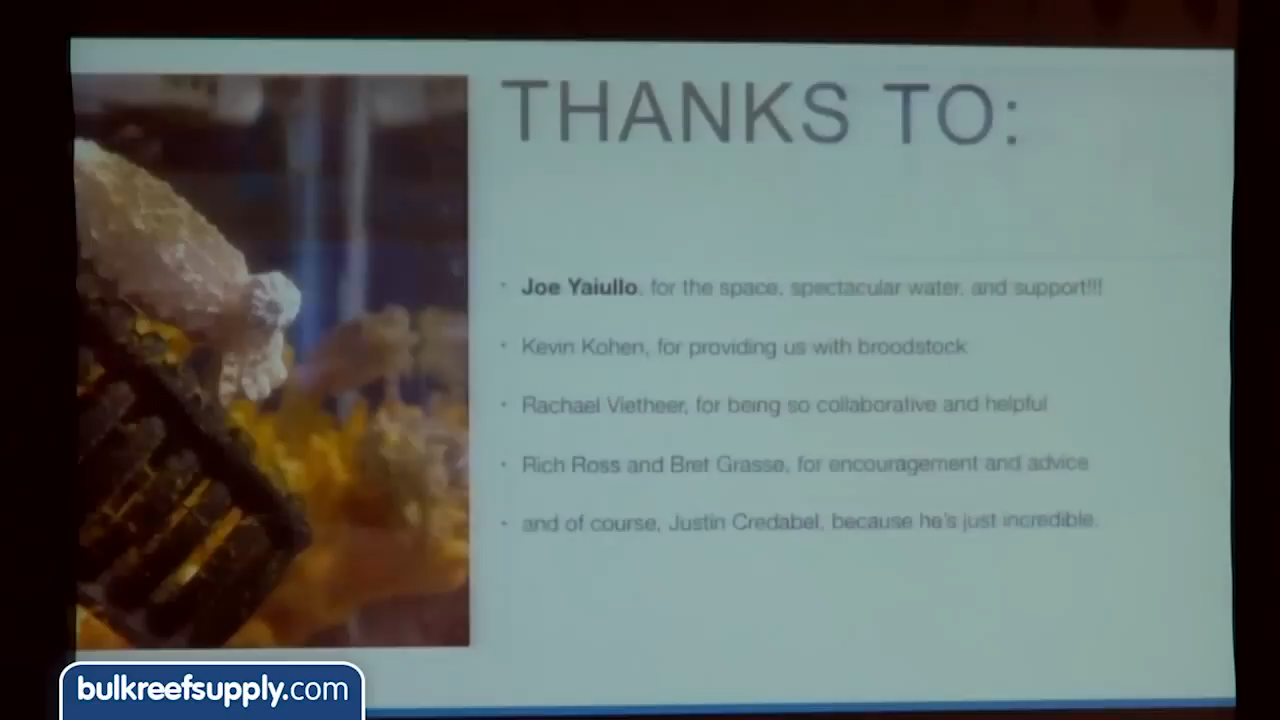 THANKS TO:
• Joe Yaiullo, for the space, spectacular water, and support!!!
• Kevin Kohen, for providing us with broodstock
• Rachael Vietheer, for being so collaborative and helpful
• Rich Ross and Bret Grasse, for encouragement and advice
• and of course, Justin Credabel, because he's just incredible.
bulkreefsupply.com